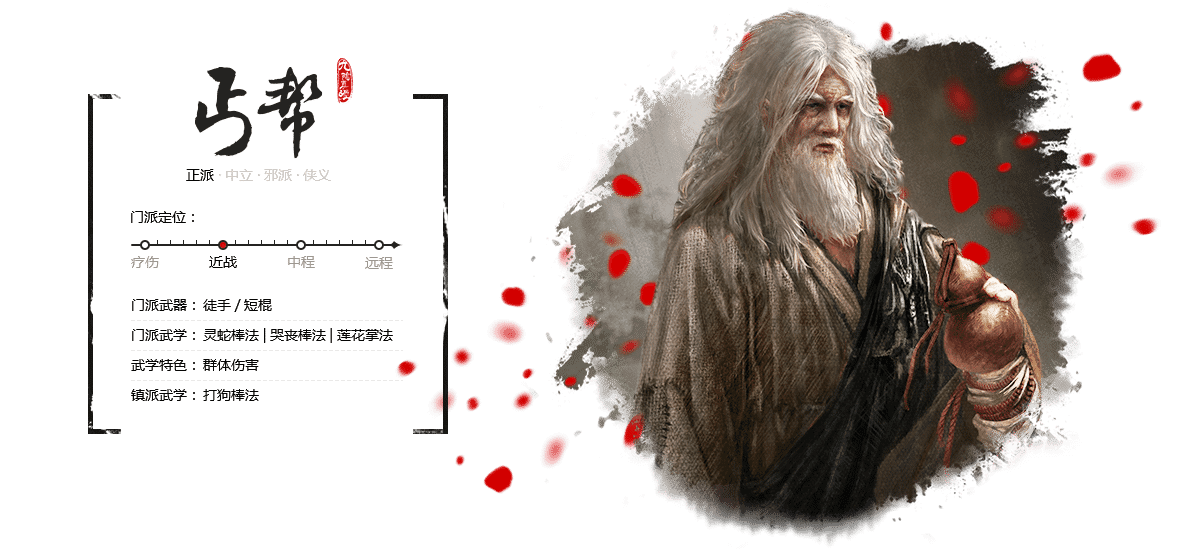 丐帮
正派 · 中立 · 邪派 · 侠义
门派定位：
疗伤 近战 中程 远程
门派武器：徒手 / 短棍
门派武学：灵蛇棒法 | 哭丧棒法 | 莲花掌法
武学特色：群体伤害
镇派武学：打狗棒法